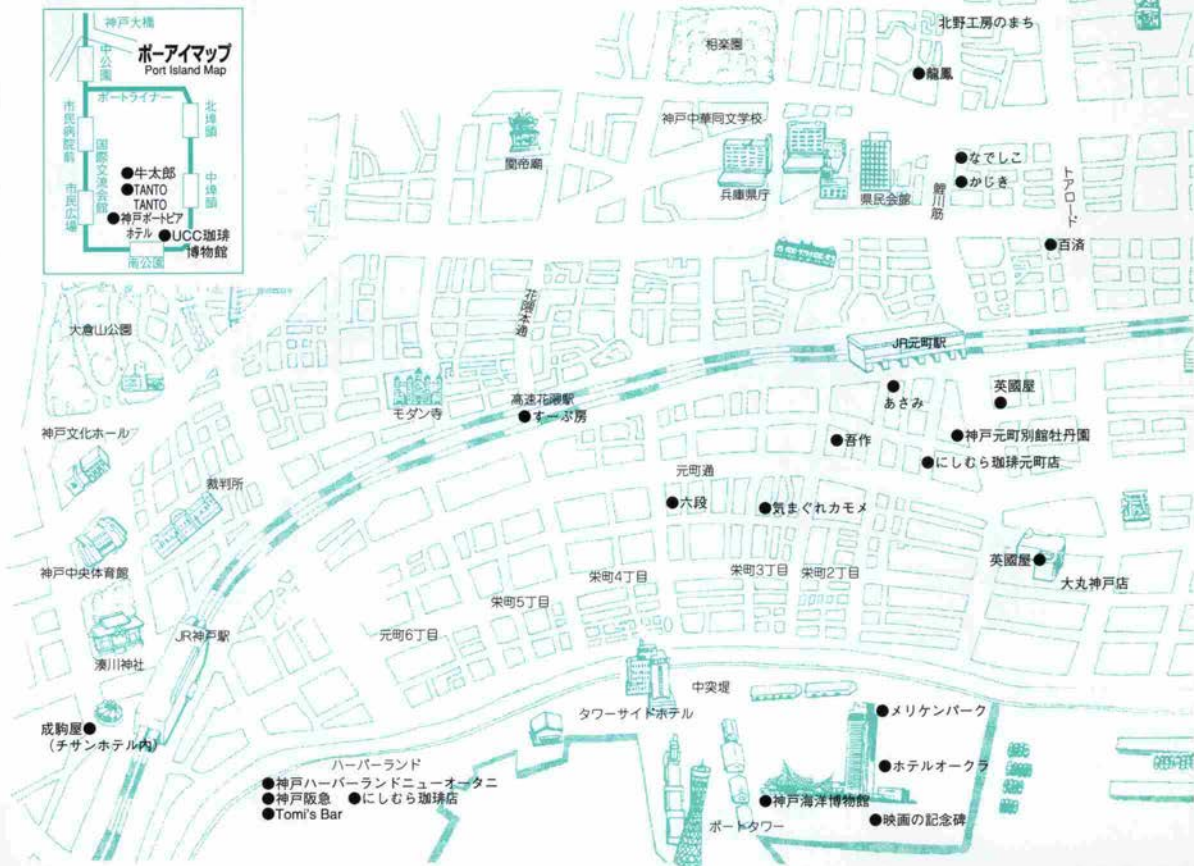 神戸大橋
ポーアイマップ
Port Island Map
中公園
ポートライナー
市民病院前
北埠頭
国際交流会館
中埠頭
市民広場
●牛太郎
●TANTO
TANTO
●神戸ポートピア
ホテル
●UCC珈琲
博物館
南公園
相楽園
北野工房のまち
●龍鳳
神戸中華同文学校
關帝廟
兵庫県庁
県民会館
鯉川筋
●なでしこ
●かじき
トアロード
●百済
大倉山公園
花隈本通
JR元町駅
モダン寺
高速花隈駅
●すーぷ房
●
あさみ
英國屋
●
神戸文化ホール
●吾作
●神戸元町別館牡丹園
●にしむら珈琲元町店
元町通
裁判所
●六段
●気まぐれカモメ
神戸中央体育館
英國屋●
大丸神戸店
栄町5丁目
栄町4丁目
栄町3丁目
栄町2丁目
元町6丁目
JR神戸駅
湊川神社
中突堤
タワーサイドホテル
●メリケンパーク
成駒屋●
(チサンホテル内)
ハーバーランド
●神戸ハーバーランドニューオータニ
●神戸阪急 ●にしむら珈琲店
●Tomi's Bar
●ホテルオークラ
●神戸海洋博物館
ポートタワー
●映画の記念碑